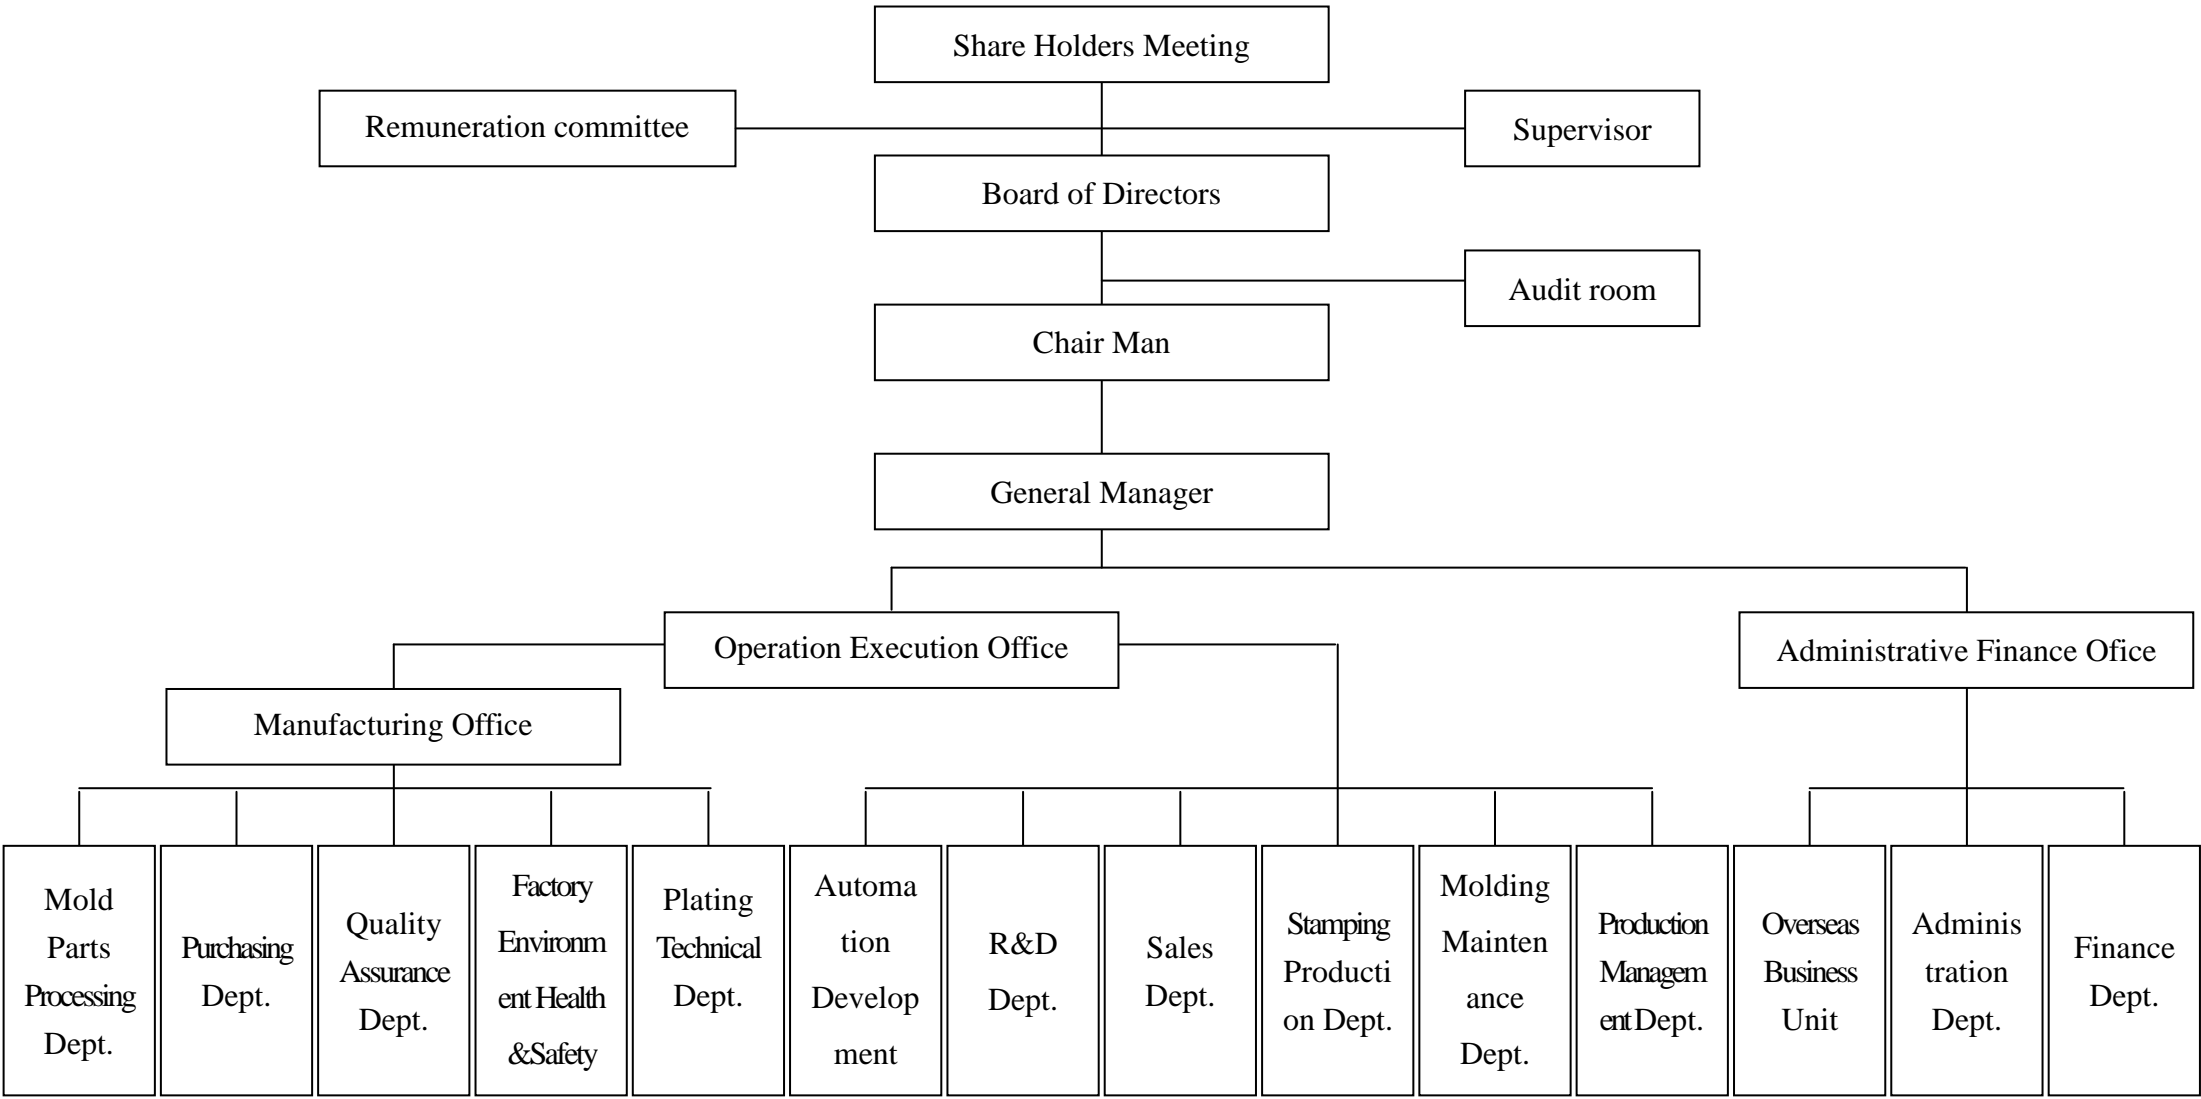 Share Holders Meeting
Remuneration committee
Supervisor
Board of Directors
Audit room
Chair Man
General Manager
Operation Execution Office
Administrative Finance Ofice
Manufacturing Office
Mold
Parts
Processing
Dept.
Purchasing
Dept.
Quality
Assurance
Dept.
Factory
Environm
ent Health
&Safety
Plating
Technical
Dept.
Automa
tion
Develop
ment
R&D
Dept.
Sales
Dept.
Stamping
Producti
on Dept.
Molding
Mainten
ance
Dept.
Production
Managem
ent Dept.
Overseas
Business
Unit
Adminis
tration
Dept.
Finance
Dept.